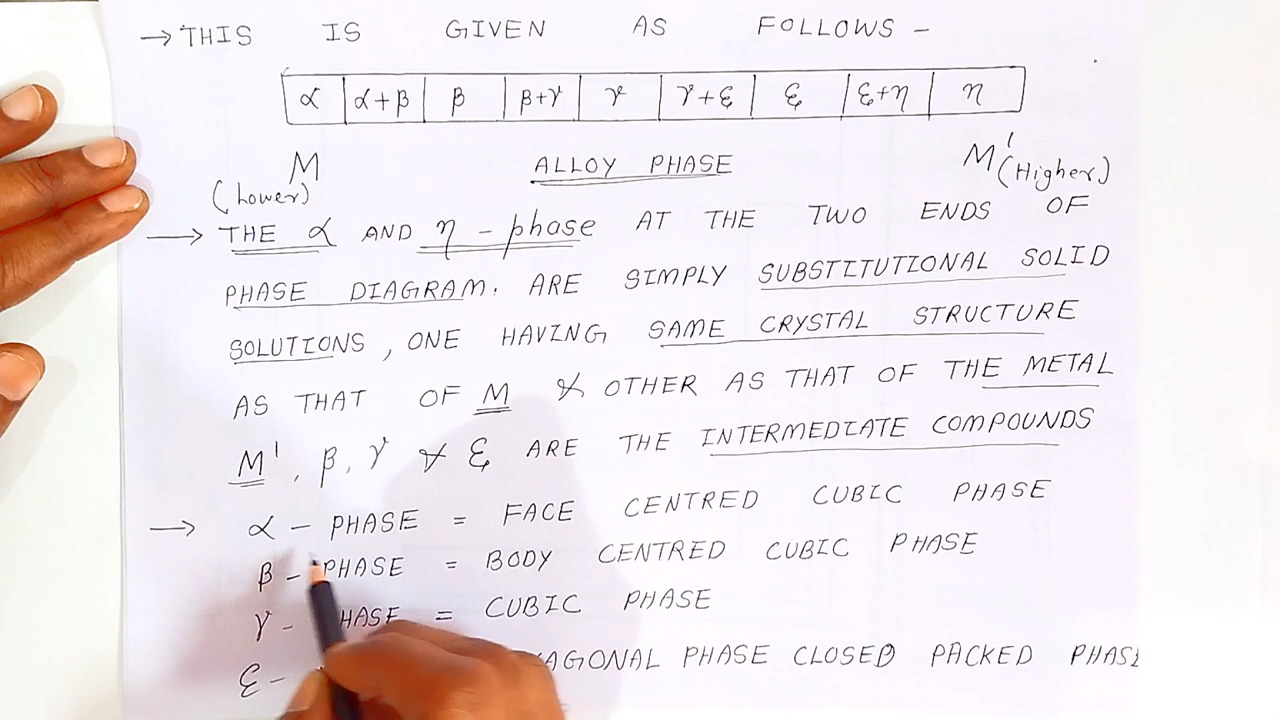 → THIS IS GIVEN AS FOLLOWS -
α | α+β | β | β+γ | γ | γ+ε | ε | ε+η | η
M (Lower) ALLOY PHASE M' (Higher)
→ THE α AND η - phase AT THE TWO ENDS OF
PHASE DIAGRAM. ARE SIMPLY SUBSTITUTIONAL SOLID
SOLUTIONS, ONE HAVING SAME CRYSTAL STRUCTURE
AS THAT OF M & OTHER AS THAT OF THE METAL
M', β, γ & ε ARE THE INTERMEDIATE COMPOUNDS
→ α - PHASE = FACE CENTRED CUBIC PHASE
β - PHASE = BODY CENTRED CUBIC PHASE
γ - = CUBIC PHASE
ε - PHASE CLOSED PACKED